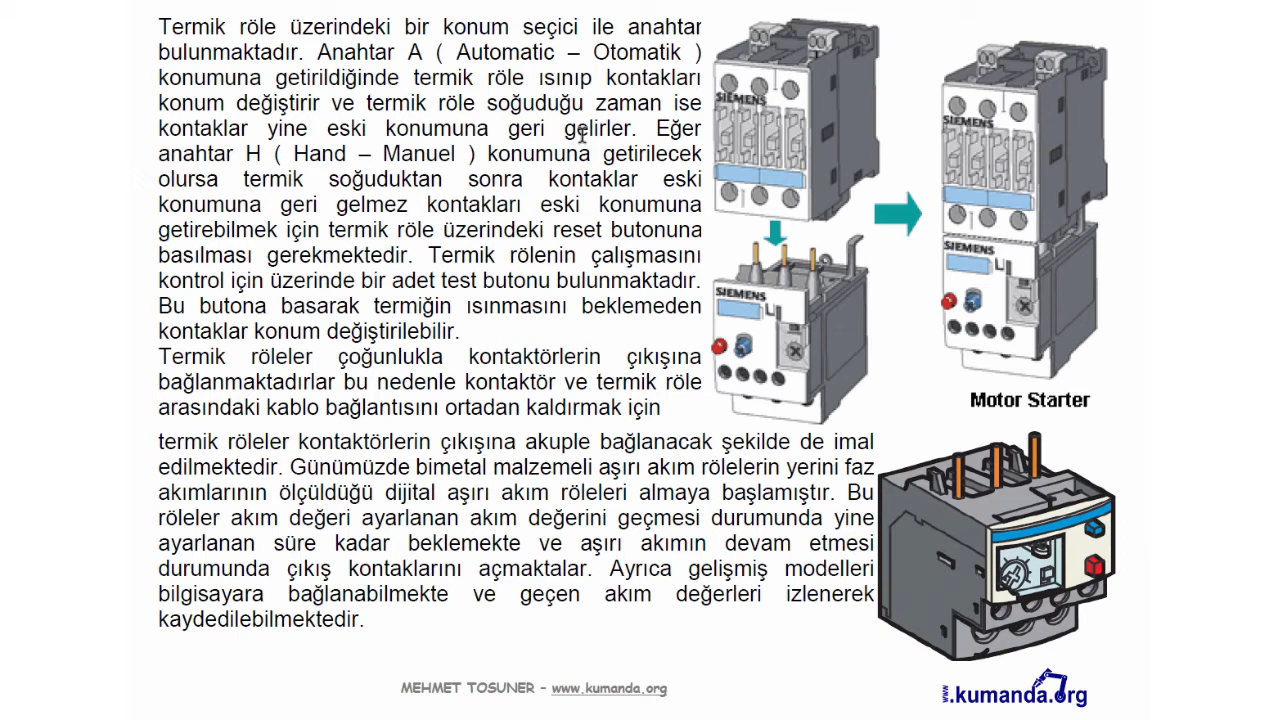 Termik röle üzerindeki bir konum seçici ile anahtar
bulunmaktadır. Anahtar A ( Automatic – Otomatik )
konumuna getirildiğinde termik röle ısınıp kontakları
konum değiştirir ve termik röle soğuduğu zaman ise
kontaklar yine eski konumuna geri gelirler. Eğer
anahtar H ( Hand – Manuel ) konumuna getirilecek
olursa termik soğuduktan sonra kontaklar eski
konumuna geri gelmez kontakları eski konumuna
getirebilmek için termik röle üzerindeki reset butonuna
basılması gerekmektedir. Termik rölenin çalışmasını
kontrol için üzerinde bir adet test butonu bulunmaktadır.
Bu butona basarak termiğin ısınmasını beklemeden
kontaklar konum değiştirilebilir.
Termik röleler çoğunlukla kontaktörlerin çıkışına
bağlanmaktadırlar bu nedenle kontaktör ve termik röle
arasındaki kablo bağlantısını ortadan kaldırmak için
termik röleler kontaktörlerin çıkışına akuple bağlanacak şekilde de imal
edilmektedir. Günümüzde bimetal malzemeli aşırı akım rölelerin yerini faz
akımlarının ölçüldüğü dijital aşırı akım röleleri almaya başlamıştır. Bu
röleler akım değeri ayarlanan akım değerini geçmesi durumunda yine
ayarlanan süre kadar beklemekte ve aşırı akımın devam etmesi
durumunda çıkış kontaklarını açmaktalar. Ayrıca gelişmiş modelleri
bilgisayara bağlanabilmekte ve geçen akım değerleri izlenerek
kaydedilebilmektedir.
SIEMENS
SIEMENS
SIEMENS
SIEMENS
Motor Starter
MEHMET TOSUNER – www.kumanda.org
www.kumanda.org